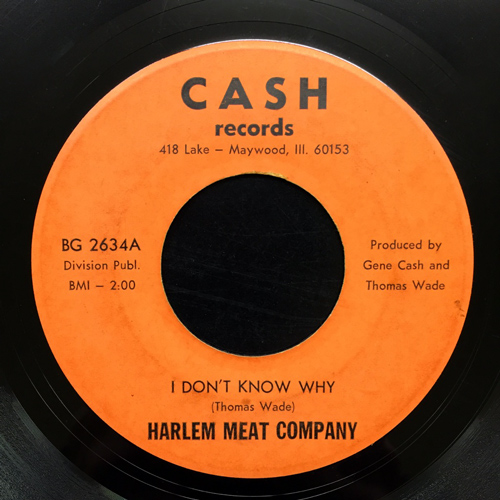 CASH
records
418 Lake – Maywood, Ill. 60153
BG 2634A
Division Publ.
BMI – 2:00
Produced by
Gene Cash and
Thomas Wade
I DON'T KNOW WHY
(Thomas Wade)
HARLEM MEAT COMPANY